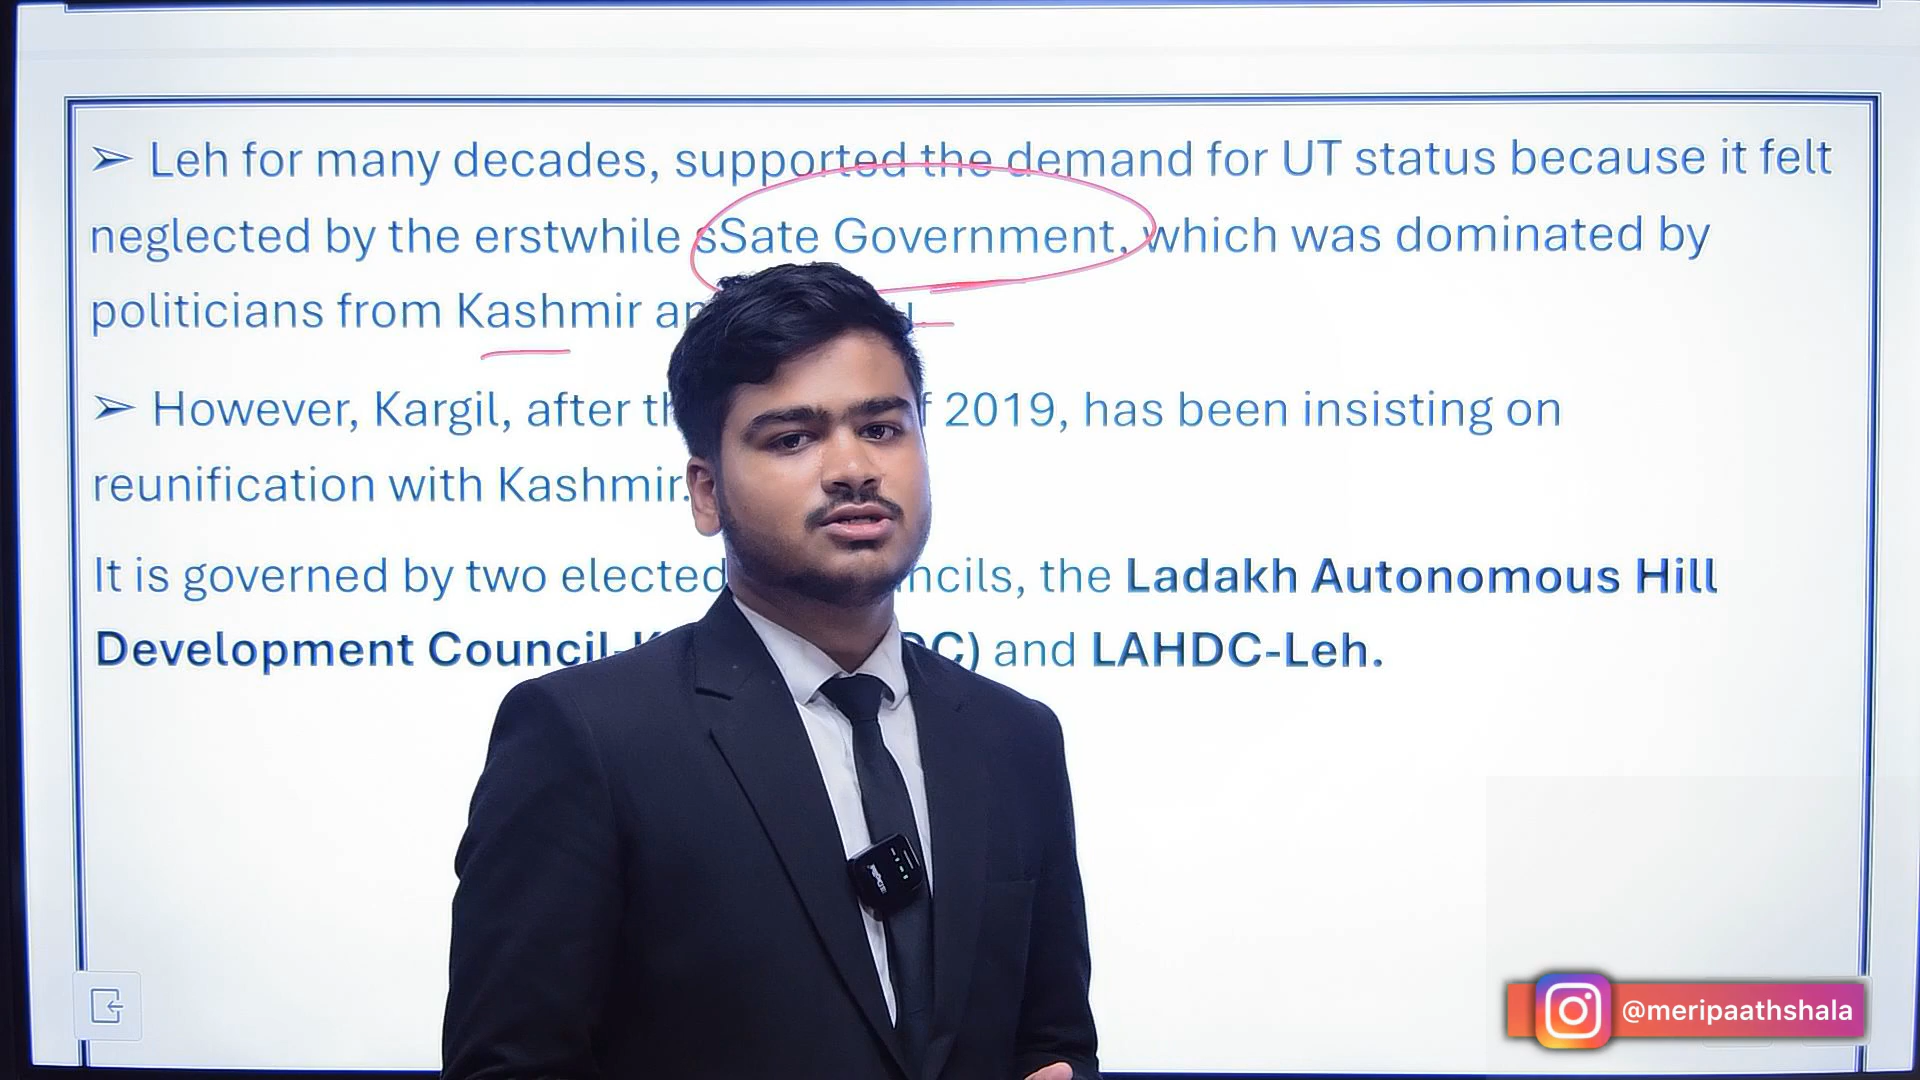 ➢ Leh for many decades, supported the demand for UT status because it felt
neglected by the erstwhile sSate Government, which was dominated by
politicians from Kashmir
➢ However, Kargil, after 2019, has been insisting on
reunification with Kashmir.
It is governed by two elected the Ladakh Autonomous Hill
Development Council- and LAHDC-Leh.
@meripaathshala